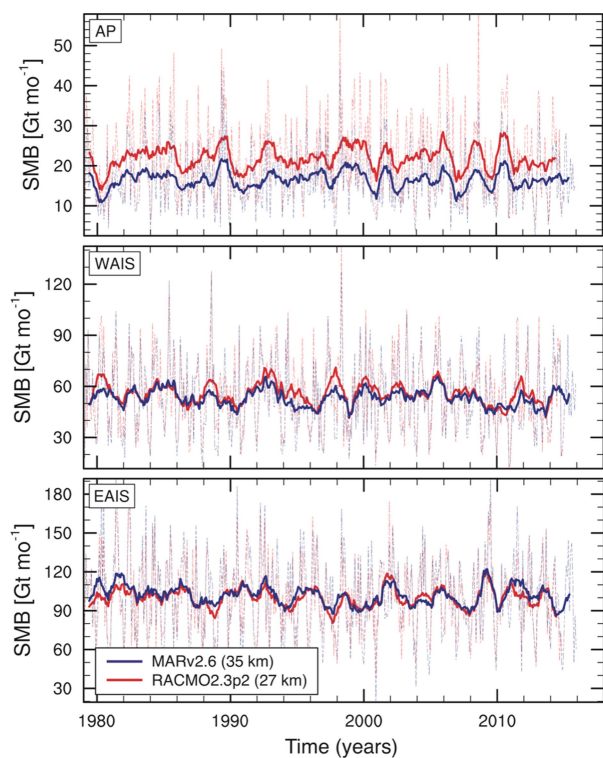 AP
SMB [Gt mo-1]
50
40
30
20
10
WAIS
SMB [Gt mo-1]
120
90
60
30
EAIS
SMB [Gt mo-1]
180
150
120
90
60
30
MARv2.6 (35 km)
RACMO2.3p2 (27 km)
1980 1990 2000 2010
Time (years)